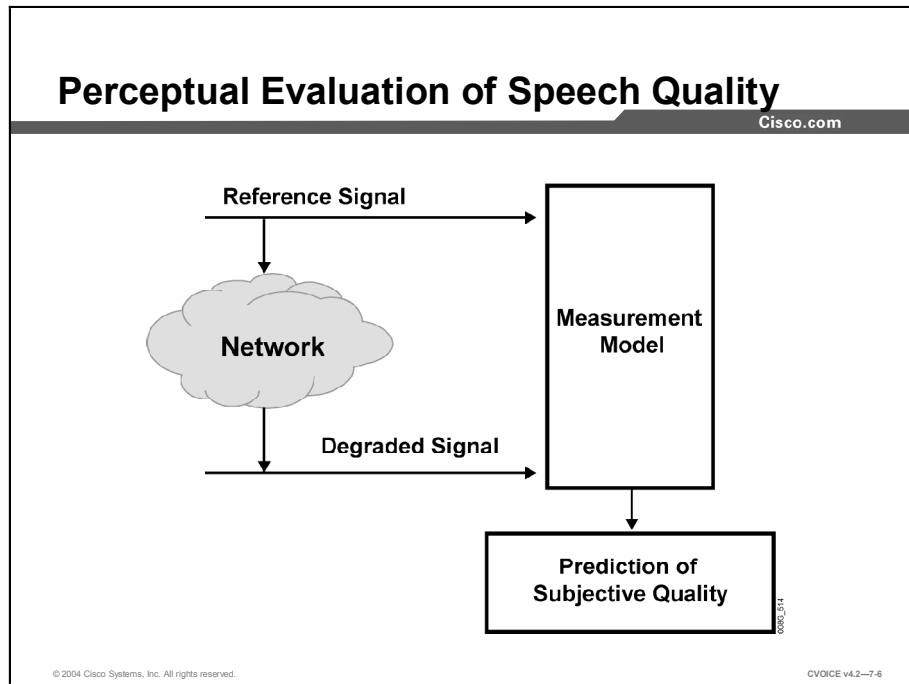 Perceptual Evaluation of Speech Quality
Cisco.com
Reference Signal
Network
Measurement
Model
Degraded Signal
Prediction of
Subjective Quality
0083_514
© 2004 Cisco Systems, Inc. All rights reserved.
CVOICE v4.2—7-6